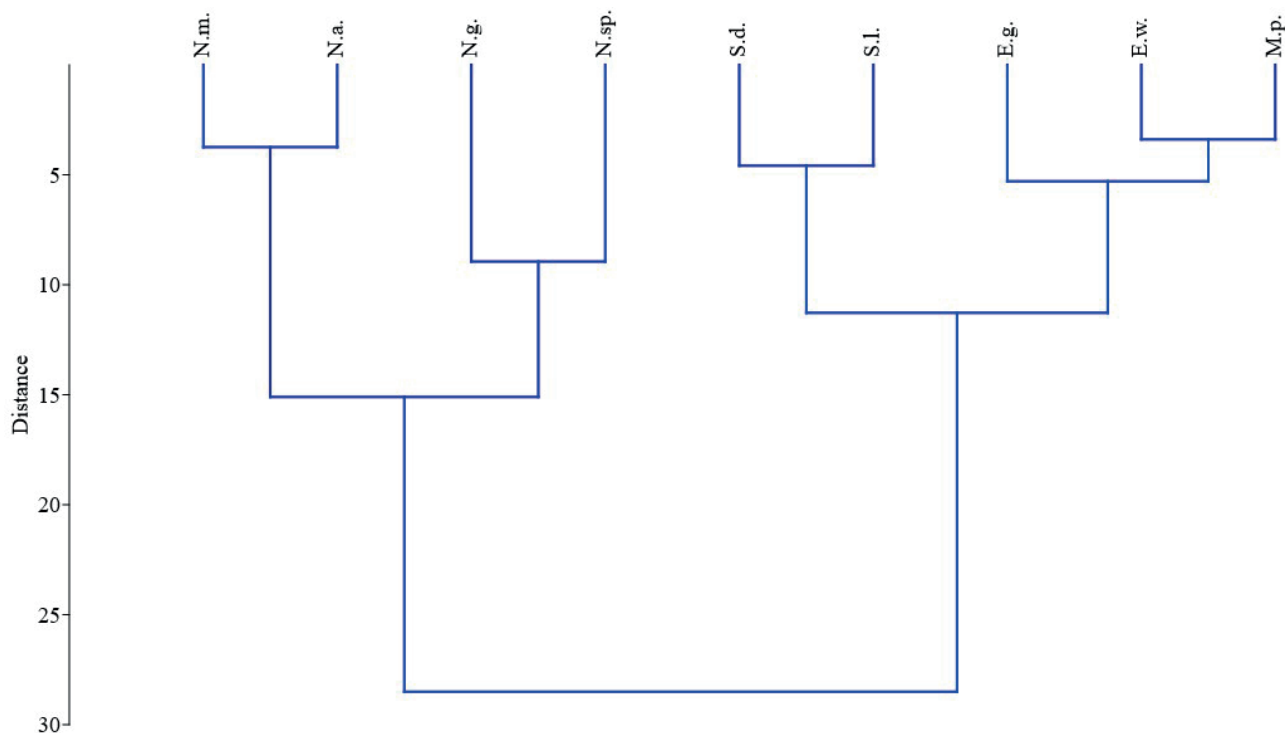 N.m.
N.a.
N.g.
N.sp.
S.d.
S.l.
E.g.
E.w.
M.p.
Distance
5
10
15
20
25
30